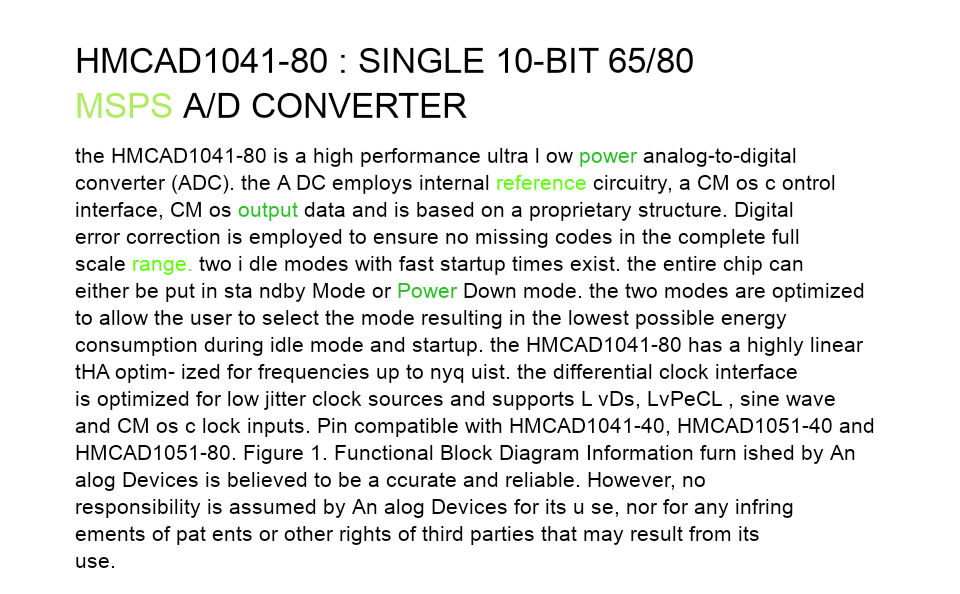 HMCAD1041-80 : SINGLE 10-BIT 65/80
MSPS A/D CONVERTER
the HMCAD1041-80 is a high performance ultra l ow power analog-to-digital
converter (ADC). the A DC employs internal reference circuitry, a CM os c ontrol
interface, CM os output data and is based on a proprietary structure. Digital
error correction is employed to ensure no missing codes in the complete full
scale range. two i dle modes with fast startup times exist. the entire chip can
either be put in sta ndby Mode or Power Down mode. the two modes are optimized
to allow the user to select the mode resulting in the lowest possible energy
consumption during idle mode and startup. the HMCAD1041-80 has a highly linear
tHA optim- ized for frequencies up to nyq uist. the differential clock interface
is optimized for low jitter clock sources and supports L vDs, LvPeCL , sine wave
and CM os c lock inputs. Pin compatible with HMCAD1041-40, HMCAD1051-40 and
HMCAD1051-80. Figure 1. Functional Block Diagram Information furn ished by An
alog Devices is believed to be a ccurate and reliable. However, no
responsibility is assumed by An alog Devices for its u se, nor for any infring
ements of pat ents or other rights of third parties that may result from its
use.